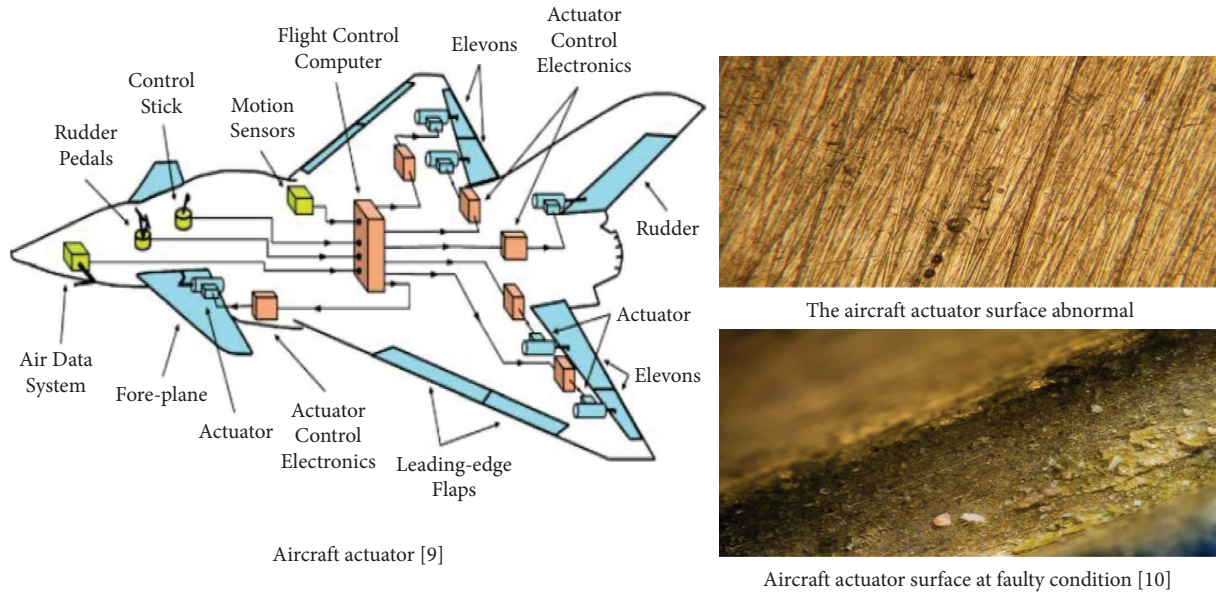 Flight Control
Computer
Elevons
Actuator
Control
Electronics
Control
Stick
Motion
Sensors
Rudder
Pedals
Rudder
Actuator
Elevons
Air Data
System
Fore-plane
Actuator
Actuator
Control
Electronics
Leading-edge
Flaps
Aircraft actuator [9]
The aircraft actuator surface abnormal
Aircraft actuator surface at faulty condition [10]